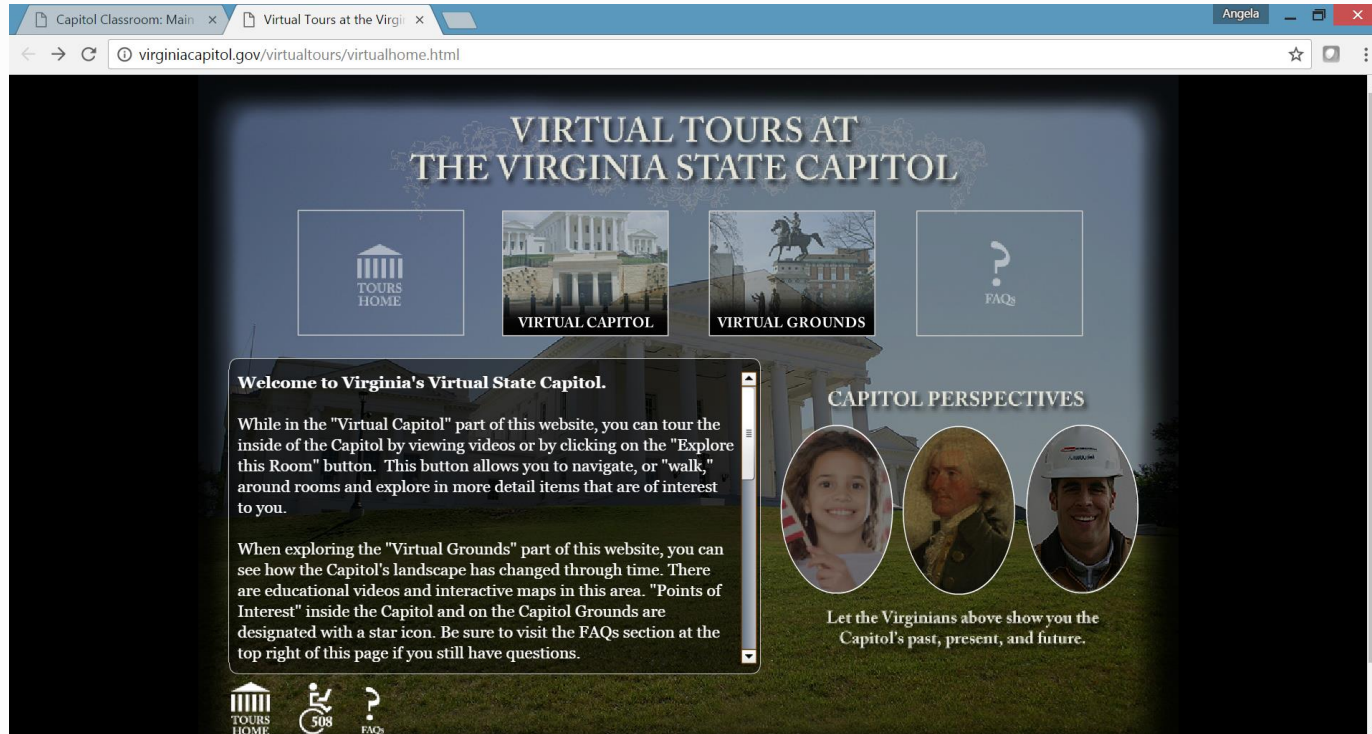 Capitol Classroom: Main
Virtual Tours at the Virgi
Angela
virginiacapitol.gov/virtualtours/virtualhome.html
VIRTUAL TOURS AT
THE VIRGINIA STATE CAPITOL
TOURS
HOME
VIRTUAL CAPITOL
VIRTUAL GROUNDS
?
FAQs
Welcome to Virginia's Virtual State Capitol.
While in the "Virtual Capitol" part of this website, you can tour the
inside of the Capitol by viewing videos or by clicking on the "Explore
this Room" button. This button allows you to navigate, or "walk,"
around rooms and explore in more detail items that are of interest
to you.
When exploring the "Virtual Grounds" part of this website, you can
see how the Capitol's landscape has changed through time. There
are educational videos and interactive maps in this area. "Points of
Interest" inside the Capitol and on the Capitol Grounds are
designated with a star icon. Be sure to visit the FAQs section at the
top right of this page if you still have questions.
CAPITOL PERSPECTIVES
Let the Virginians above show you the
Capitol's past, present, and future.
TOURS
HOME
508
?
FAQs